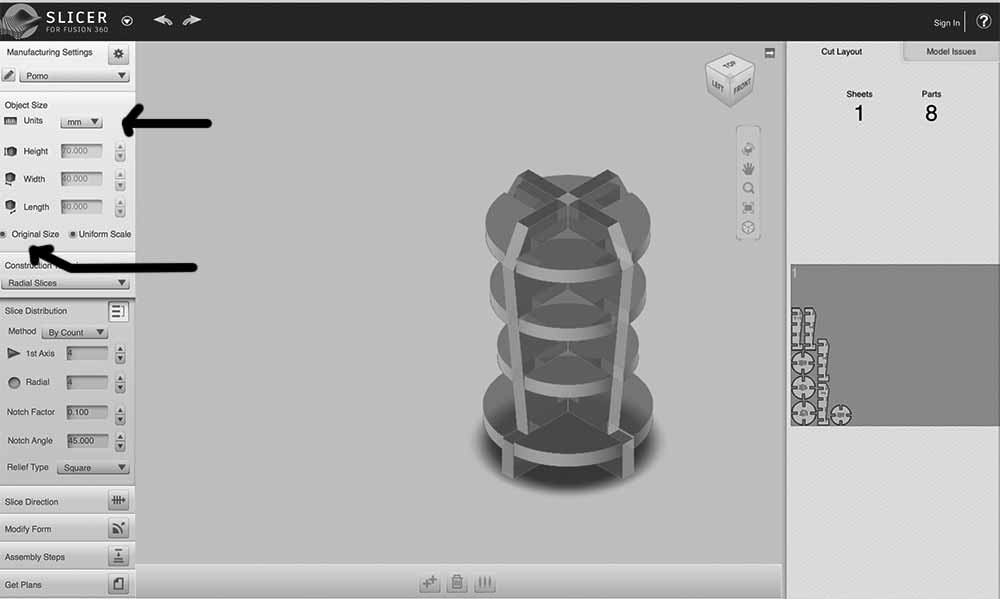 SLICER
FOR FUSION 360
Sign In
?
Manufacturing Settings
Pomo
Object Size
Units mm
Height 70.000
Width 40.000
Length 40.000
Original Size Uniform Scale
Radial Slices
Slice Distribution
Method By Count
1st Axis 4
Radial 4
Notch Factor 0.100
Notch Angle 45.000
Relief Type Square
Slice Direction
Modify Form
Assembly Steps
Get Plans
TOP
LEFT FRONT
Cut Layout Model Issues
Sheets Parts
1 8
1